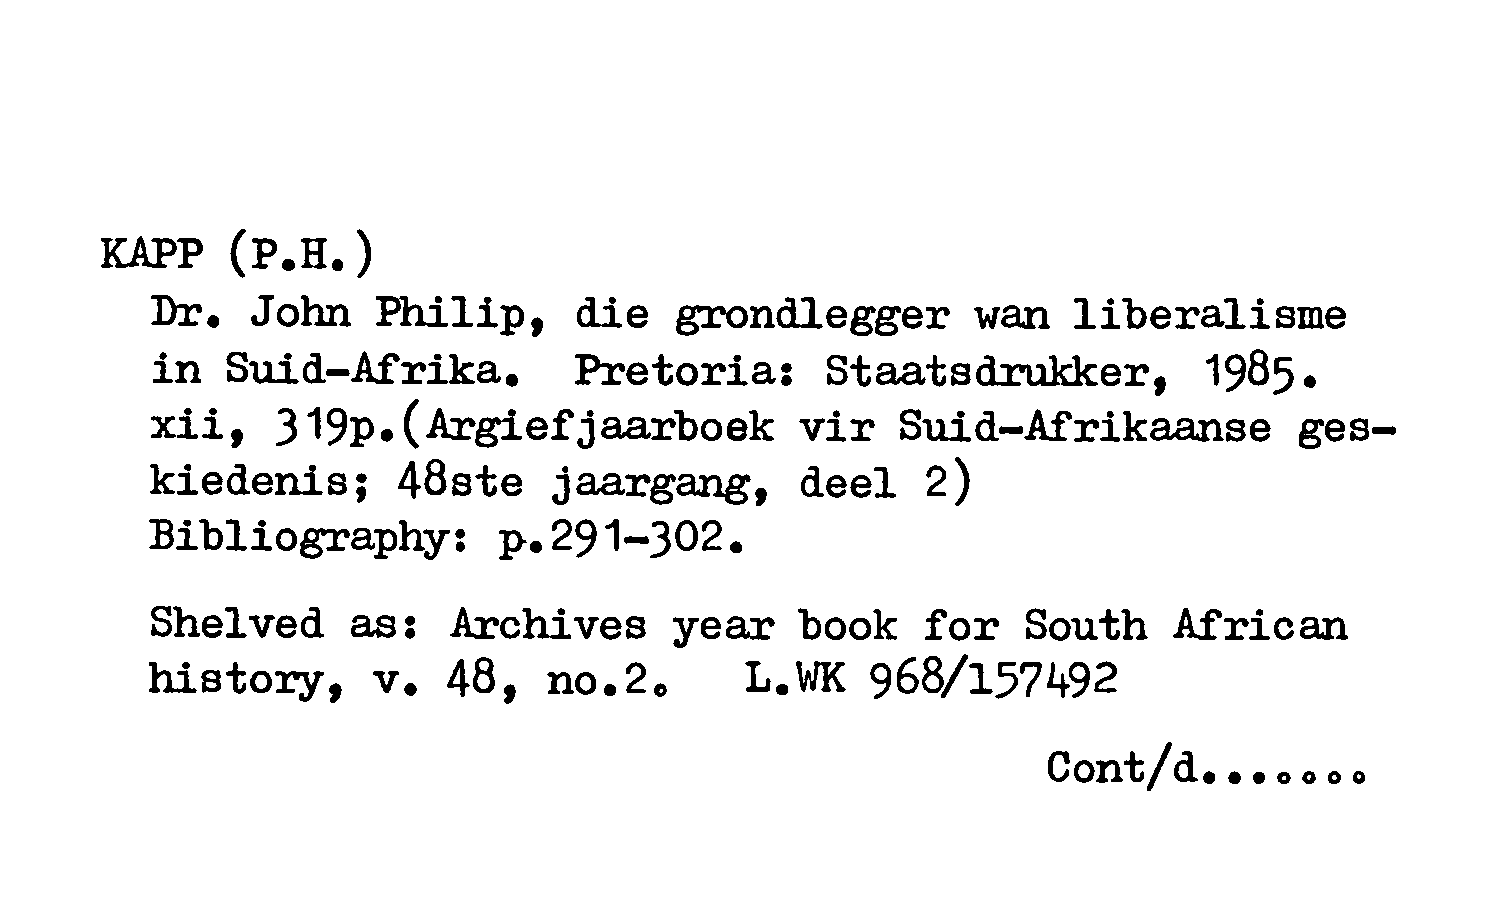 KAPP (P.H.)
Dr. John Philip, die grondlegger wan liberalisme
in Suid-Afrika. Pretoria: Staatsdrukker, 1985.
xii, 319p.(Argiefjaarboek vir Suid-Afrikaanse ges-
kiedenis; 48ste jaargang, deel 2)
Bibliography: p.291-302.
Shelved as: Archives year book for South African
history, v. 48, no.2. L.WK 968/157492
Cont/d.......